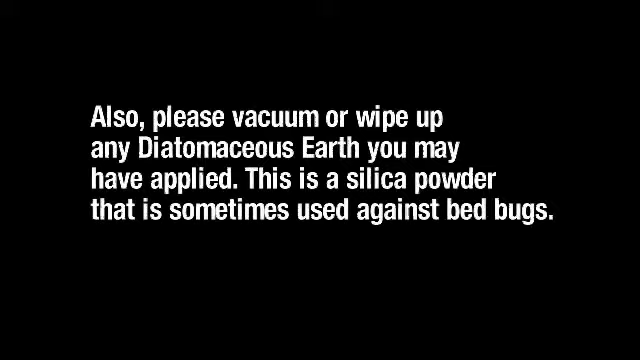 Also, please vacuum or wipe up
any Diatomaceous Earth you may
have applied. This is a silica powder
that is sometimes used against bed bugs.